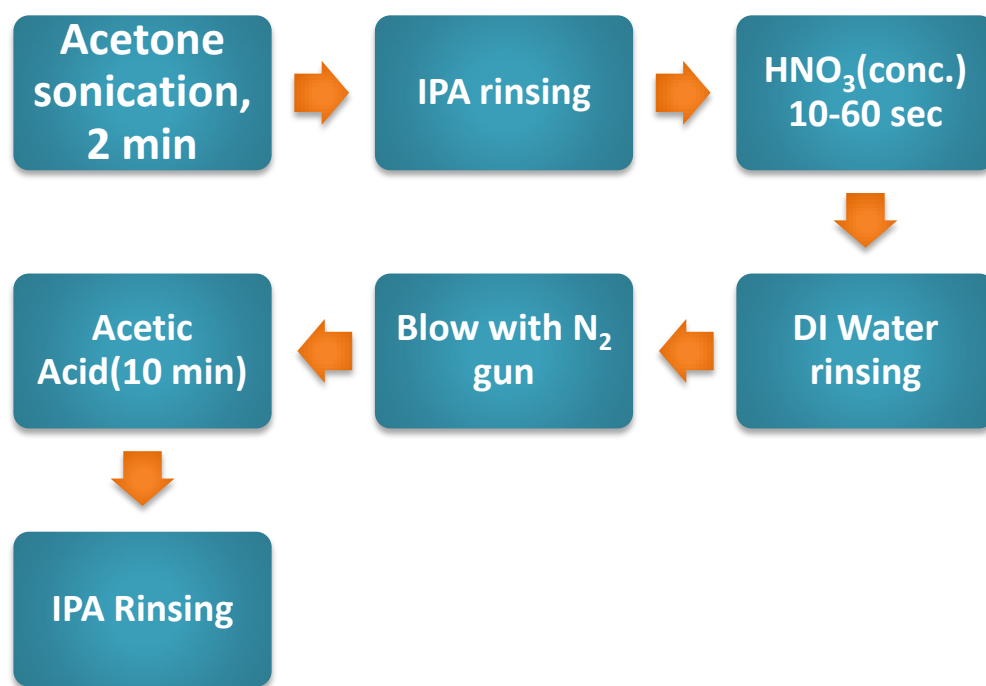 Acetone
sonication,
2 min
IPA rinsing
HNO₃(conc.)
10-60 sec
DI Water
rinsing
Blow with N₂
gun
Acetic
Acid(10 min)
IPA Rinsing